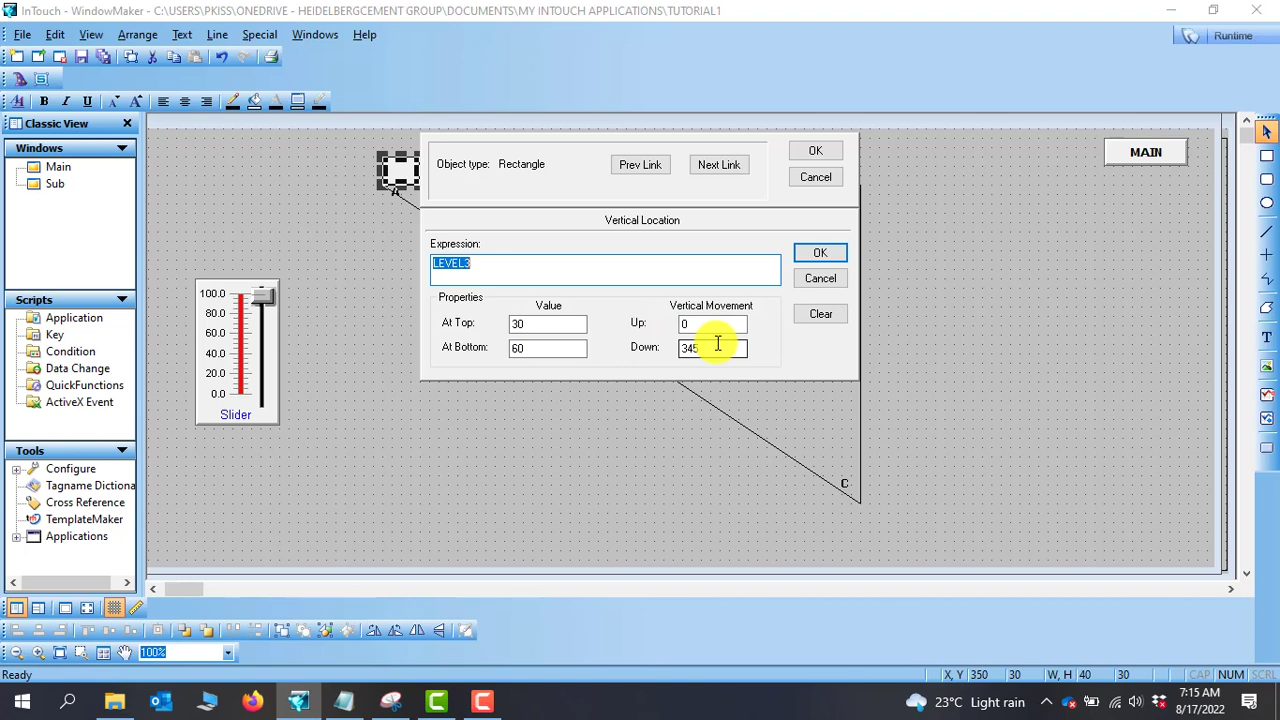 InTouch - WindowMaker - C:\USERS\PKISS\ONEDRIVE - HEIDELBERGCEMENT GROUP\DOCUMENTS\MY INTOUCH APPLICATIONS\TUTORIAL1
File Edit View Arrange Text Line Special Windows Help
Runtime
Classic View
Windows
Main
Sub
Scripts
Application
Key
Condition
Data Change
QuickFunctions
ActiveX Event
Tools
Configure
Tagname Dictiona
Cross Reference
TemplateMaker
Applications
MAIN
A
C
100.0
80.0
60.0
40.0
20.0
0.0
Slider
Object type: Rectangle
Prev Link
Next Link
OK
Cancel
Vertical Location
Expression:
LEVEL3
OK
Cancel
Clear
Properties
Value
Vertical Movement
At Top: 30 Up: 0
At Bottom: 60 Down: 345
100%
Ready
X, Y 350 30 W, H 40 30 CAP NUM SCRL
23°C Light rain
7:15 AM
8/17/2022